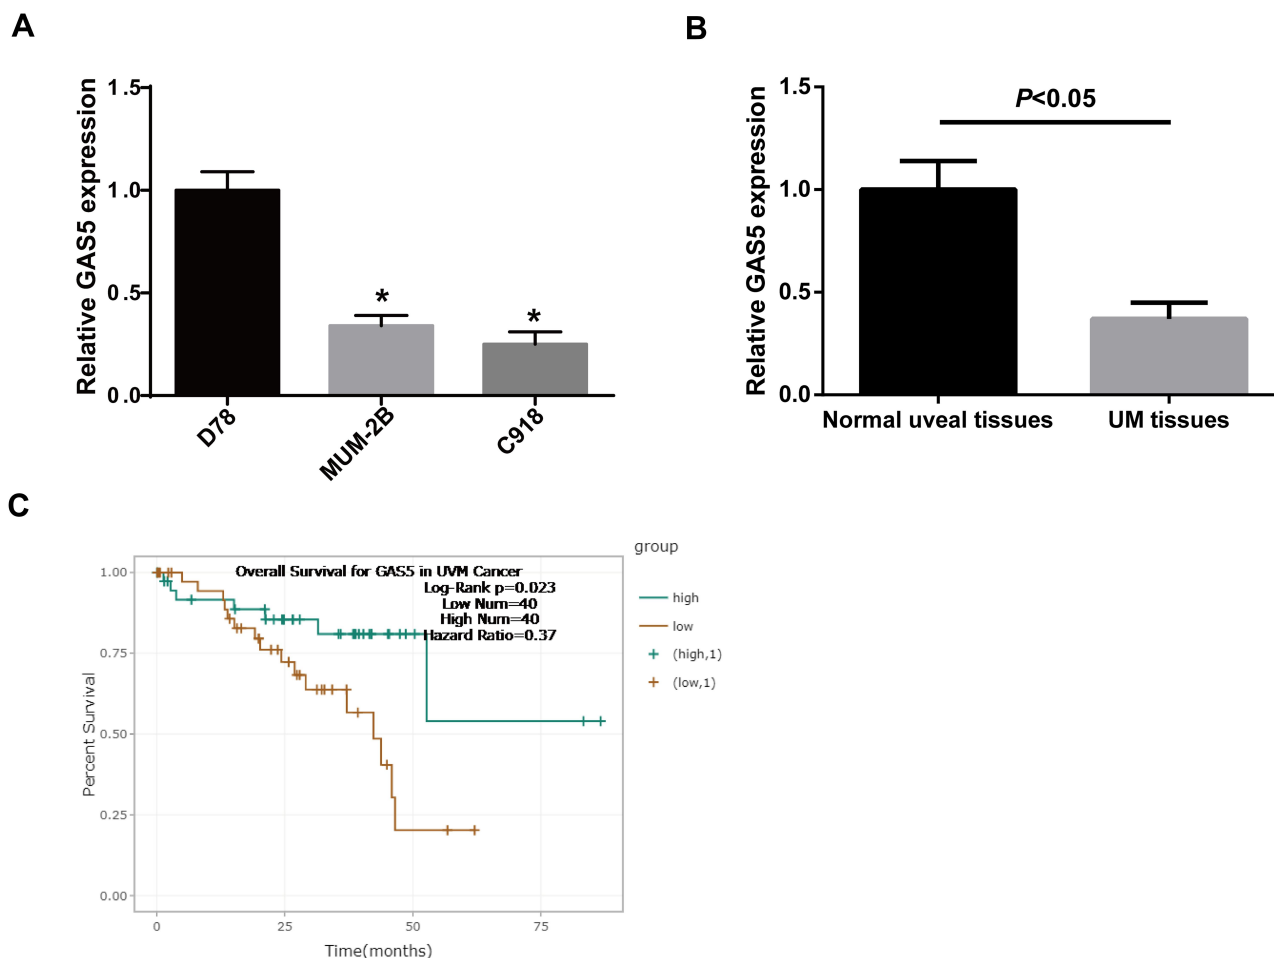 A
Relative GAS5 expression
1.5
1.0
0.5
0.0
*
*
D78
MUM-2B
C918
B
Relative GAS5 expression
1.5
1.0
0.5
0.0
P<0.05
Normal uveal tissues
UM tissues
C
Overall Survival for GAS5 in UVM Cancer
Log-Rank p=0.023
Low Num=40
High Num=40
Hazard Ratio=0.37
Percent Survival
1.00
0.75
0.50
0.25
0.00
0
25
50
75
Time(months)
group
high
low
(high,1)
(low,1)